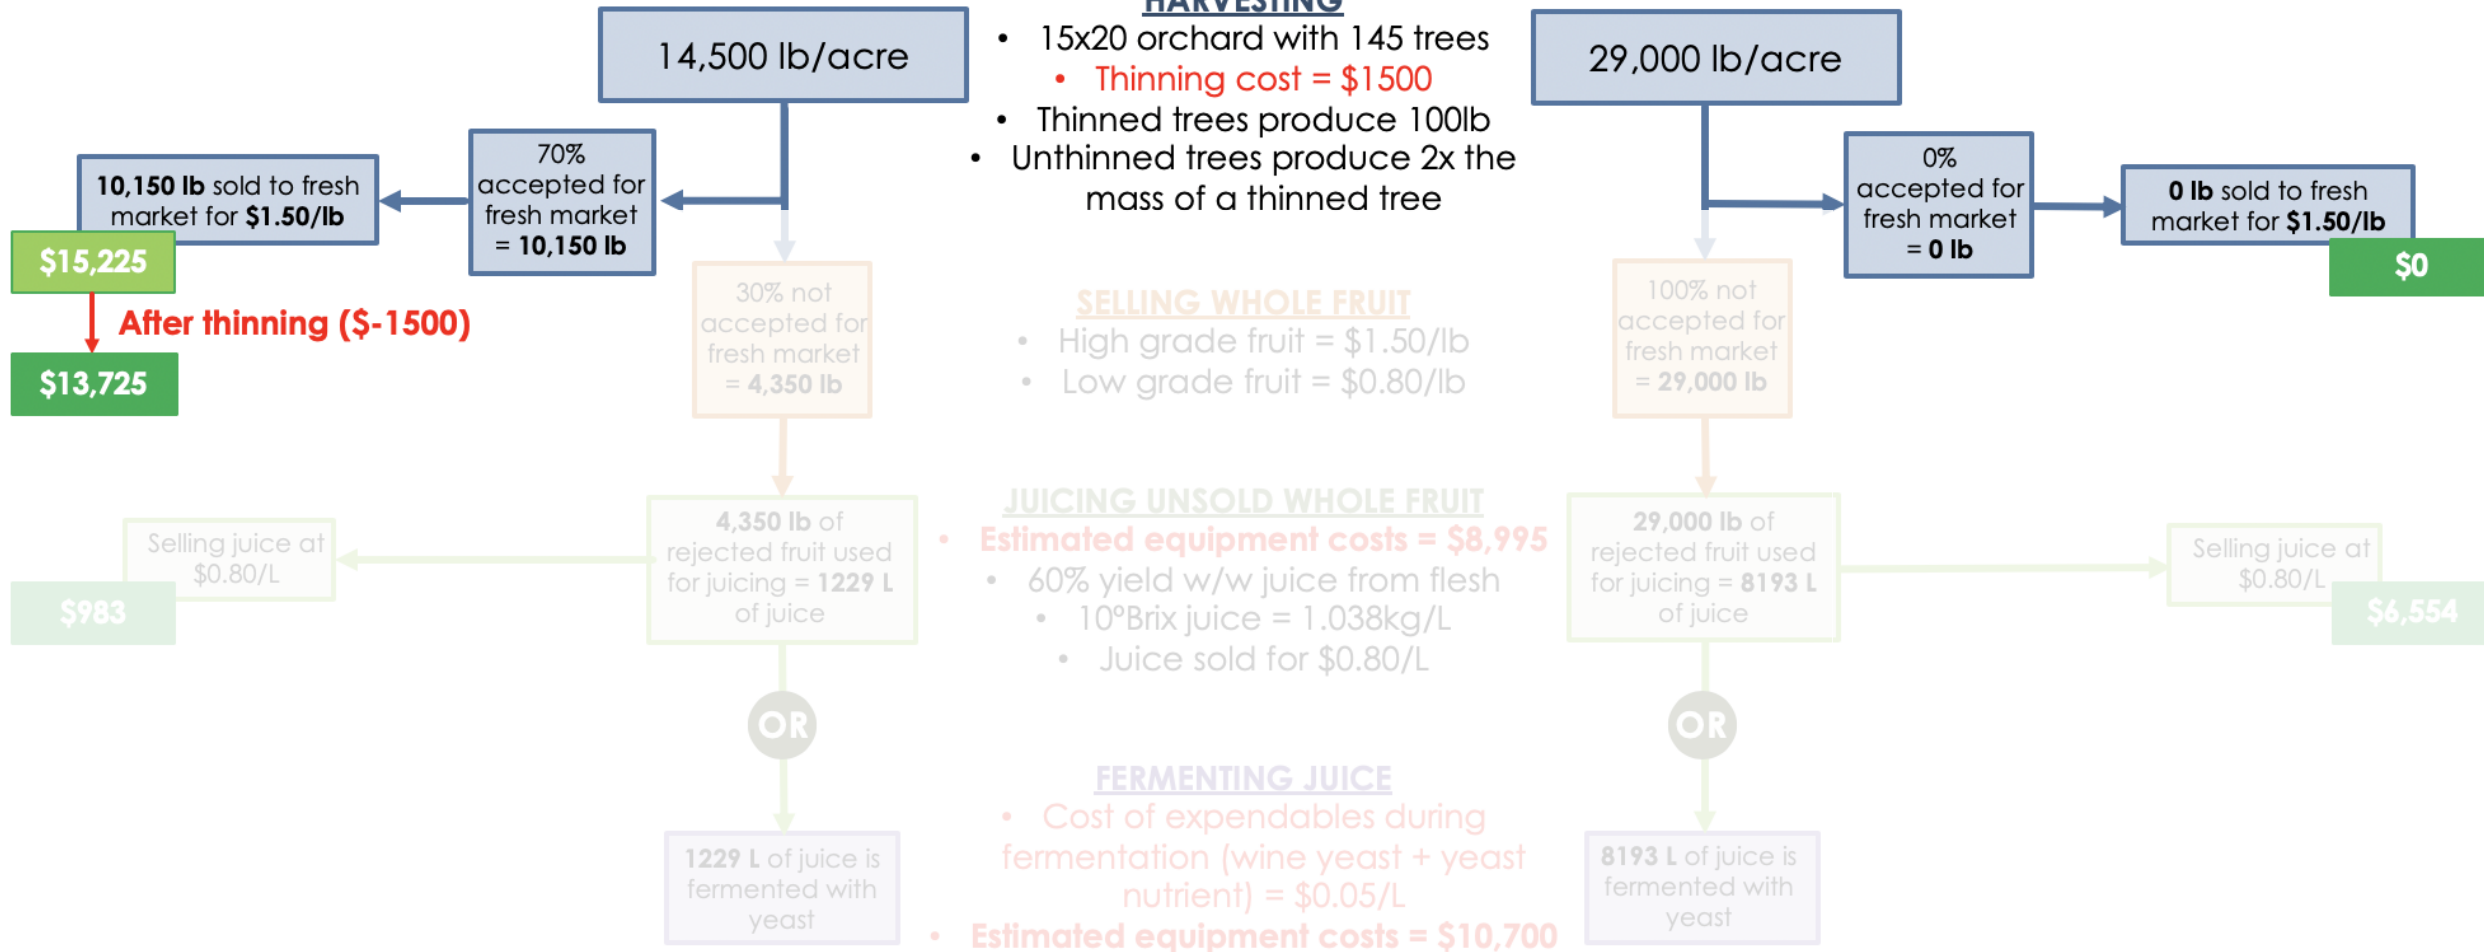 HARVESTING
• 15x20 orchard with 145 trees
• Thinning cost = $1500
• Thinned trees produce 100lb
• Unthinned trees produce 2x the
mass of a thinned tree
14,500 lb/acre
70%
accepted for
fresh market
= 10,150 lb
10,150 lb sold to fresh
market for $1.50/lb
$15,225
After thinning ($-1500)
$13,725
29,000 lb/acre
0%
accepted for
fresh market
= 0 lb
0 lb sold to fresh
market for $1.50/lb
$0
30% not
accepted for
fresh market
= 4,350 lb
SELLING WHOLE FRUIT
• High grade fruit = $1.50/lb
• Low grade fruit = $0.80/lb
100% not
accepted for
fresh market
= 29,000 lb
4,350 lb of
rejected fruit used
for juicing = 1229 L
of juice
Selling juice at
$0.80/L
$983
JUICING UNSOLD WHOLE FRUIT
• Estimated equipment costs = $8,995
• 60% yield w/w juice from flesh
• 10°Brix juice = 1.038kg/L
• Juice sold for $0.80/L
29,000 lb of
rejected fruit used
for juicing = 8193 L
of juice
Selling juice at
$0.80/L
$6,554
OR
OR
1229 L of juice is
fermented with
yeast
FERMENTING JUICE
• Cost of expendables during
fermentation (wine yeast + yeast
nutrient) = $0.05/L
• Estimated equipment costs = $10,700
8193 L of juice is
fermented with
yeast